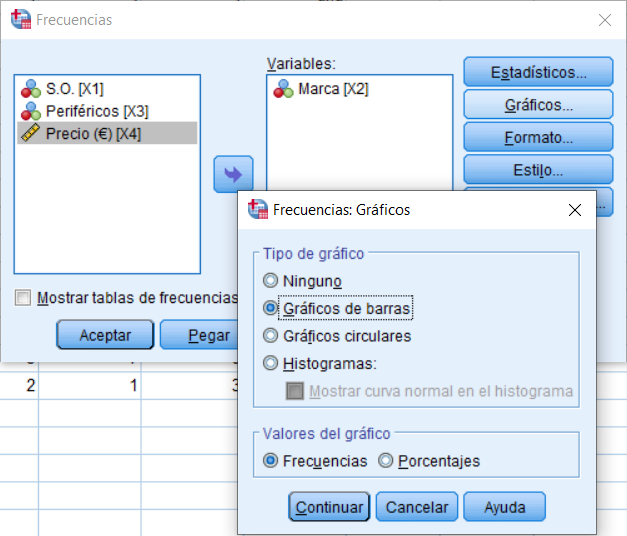 Frecuencias
Variables:
S.O. [X1]
Periféricos [X3]
Precio (€) [X4]
Marca [X2]
Estadísticos...
Gráficos...
Formato...
Estilo...
Mostrar tablas de frecuencias
Aceptar
Pegar
2 1 3
Frecuencias: Gráficos
Tipo de gráfico
Ninguno
Gráficos de barras
Gráficos circulares
Histogramas:
Mostrar curva normal en el histograma
Valores del gráfico
Frecuencias Porcentajes
Continuar Cancelar Ayuda